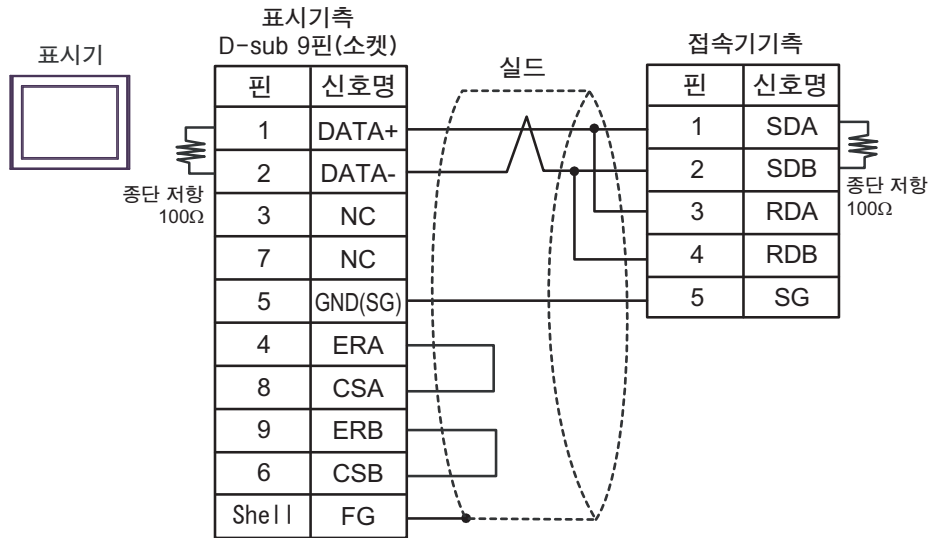 표시기
표시기측
D-sub 9핀(소켓)
핀 신호명
1 DATA+
2 DATA-
3 NC
7 NC
5 GND(SG)
4 ERA
8 CSA
9 ERB
6 CSB
Shell FG
종단 저항
100Ω
실드
접속기기측
핀 신호명
1 SDA
2 SDB
3 RDA
4 RDB
5 SG
종단 저항
100Ω